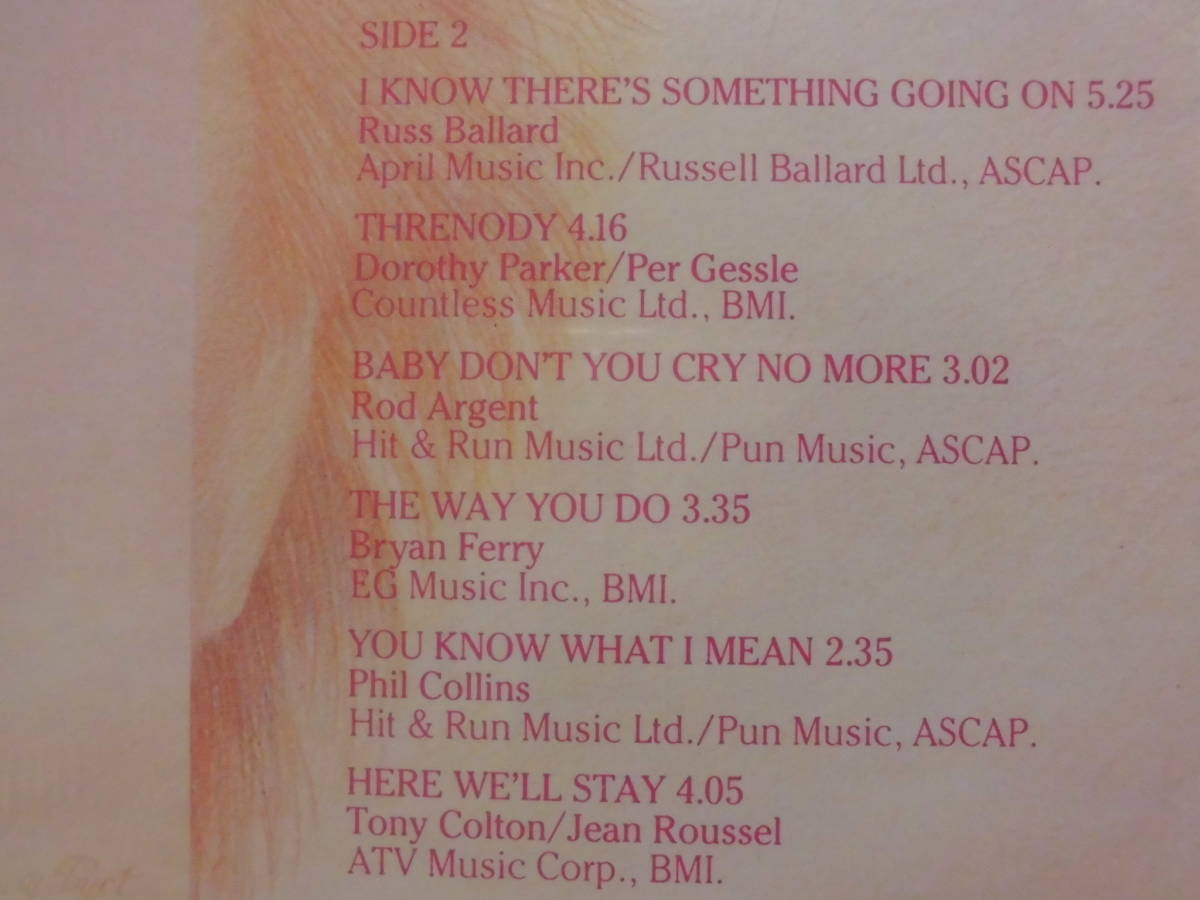 SIDE 2
I KNOW THERE'S SOMETHING GOING ON 5.25
Russ Ballard
April Music Inc./Russell Ballard Ltd., ASCAP.
THRENODY 4.16
Dorothy Parker/Per Gessle
Countless Music Ltd., BMI.
BABY DON'T YOU CRY NO MORE 3.02
Rod Argent
Hit & Run Music Ltd./Pun Music, ASCAP.
THE WAY YOU DO 3.35
Bryan Ferry
EG Music Inc., BMI.
YOU KNOW WHAT I MEAN 2.35
Phil Collins
Hit & Run Music Ltd./Pun Music, ASCAP.
HERE WE'LL STAY 4.05
Tony Colton/Jean Roussel
ATV Music Corp., BMI.